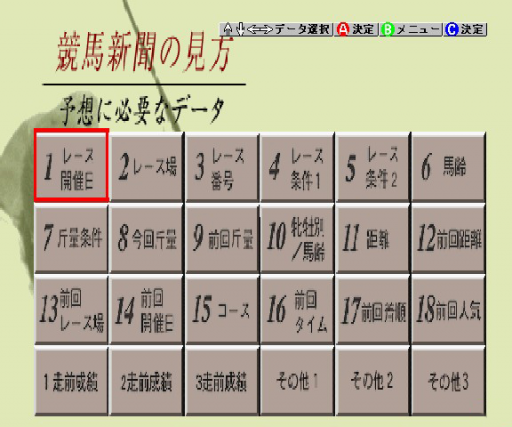 ⇧⇩⇦⇨データ選択 Ⓐ決定 Ⓑメニュー Ⓒ決定
競馬新聞の見方
予想に必要なデータ
1 レース開催日
2 レース場
3 レース番号
4 レース条件1
5 レース条件2
6 馬齢
7 斤量条件
8 今回斤量
9 前回斤量
10 牝牡別/馬齢
11 距離
12 前回距離
13 前回レース場
14 前回開催日
15 コース
16 前回タイム
17 前回着順
18 前回人気
1走前成績
2走前成績
3走前成績
その他1
その他2
その他3